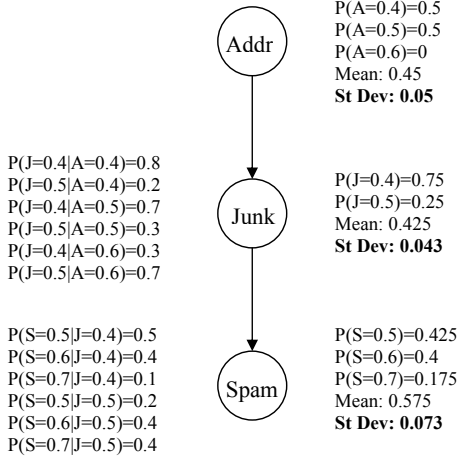 Addr
P(A=0.4)=0.5
P(A=0.5)=0.5
P(A=0.6)=0
Mean: 0.45
St Dev: 0.05
P(J=0.4|A=0.4)=0.8
P(J=0.5|A=0.4)=0.2
P(J=0.4|A=0.5)=0.7
P(J=0.5|A=0.5)=0.3
P(J=0.4|A=0.6)=0.3
P(J=0.5|A=0.6)=0.7
Junk
P(J=0.4)=0.75
P(J=0.5)=0.25
Mean: 0.425
St Dev: 0.043
P(S=0.5|J=0.4)=0.5
P(S=0.6|J=0.4)=0.4
P(S=0.7|J=0.4)=0.1
P(S=0.5|J=0.5)=0.2
P(S=0.6|J=0.5)=0.4
P(S=0.7|J=0.5)=0.4
Spam
P(S=0.5)=0.425
P(S=0.6)=0.4
P(S=0.7)=0.175
Mean: 0.575
St Dev: 0.073